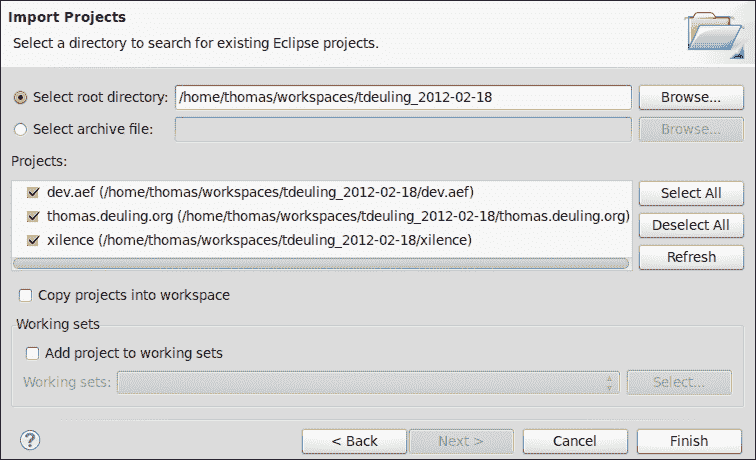 Import Projects
Select a directory to search for existing Eclipse projects.
Select root directory: /home/thomas/workspaces/tdeuling_2012-02-18 Browse...
Select archive file: Browse...
Projects:
dev.aef (/home/thomas/workspaces/tdeuling_2012-02-18/dev.aef) Select All
thomas.deuling.org (/home/thomas/workspaces/tdeuling_2012-02-18/thomas.deuling.org) Deselect All
xilence (/home/thomas/workspaces/tdeuling_2012-02-18/xilence) Refresh
Copy projects into workspace
Working sets
Add project to working sets
Working sets: Select...
? < Back Next > Cancel Finish